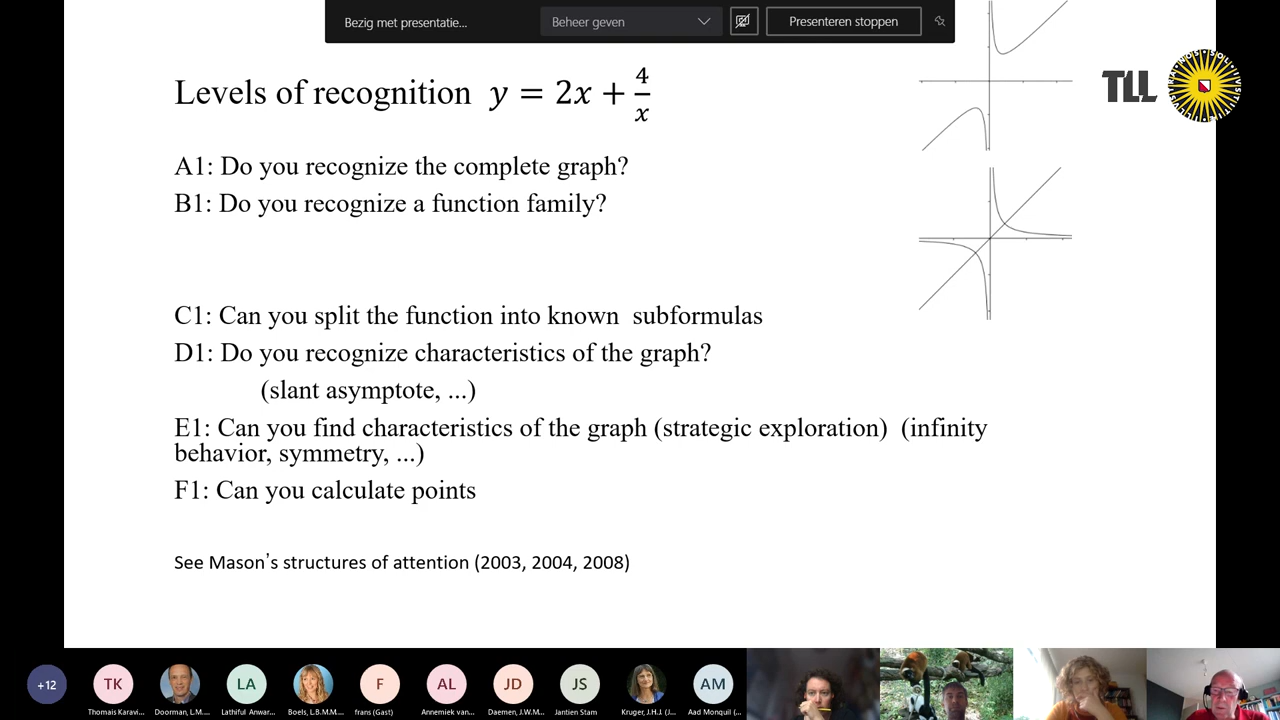 Bezig met presentatie...
Beheer geven
Presenteren stoppen
Levels of recognition y = 2x + 4/x
TLL
A1: Do you recognize the complete graph?
B1: Do you recognize a function family?
C1: Can you split the function into known subformulas
D1: Do you recognize characteristics of the graph?
(slant asymptote, ...)
E1: Can you find characteristics of the graph (strategic exploration) (infinity
behavior, symmetry, ...)
F1: Can you calculate points
See Mason's structures of attention (2003, 2004, 2008)
+12
TK
LA
F
AL
JD
JS
AM
Thomais Karavi...
Doorman, L.M....
Lathiful Anwar...
Boels, L.B.M.M....
frans (Gast)
Annemiek van...
Daemen, J.W.M...
Jantien Stam
Kruger, J.H.J. (J...
Aad Monquil (...